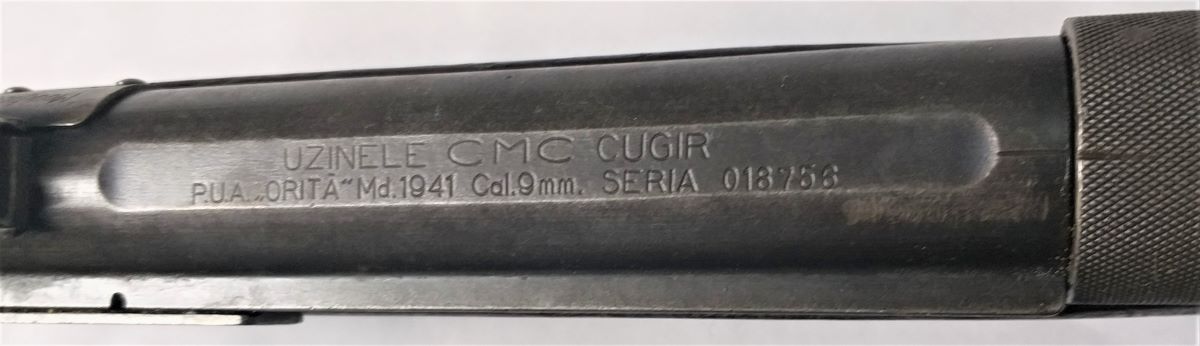 UZINELE CMC CUGIR
P.U.A. „ORIȚĂ“ Md.1941 Cal.9mm. SERIA 018756